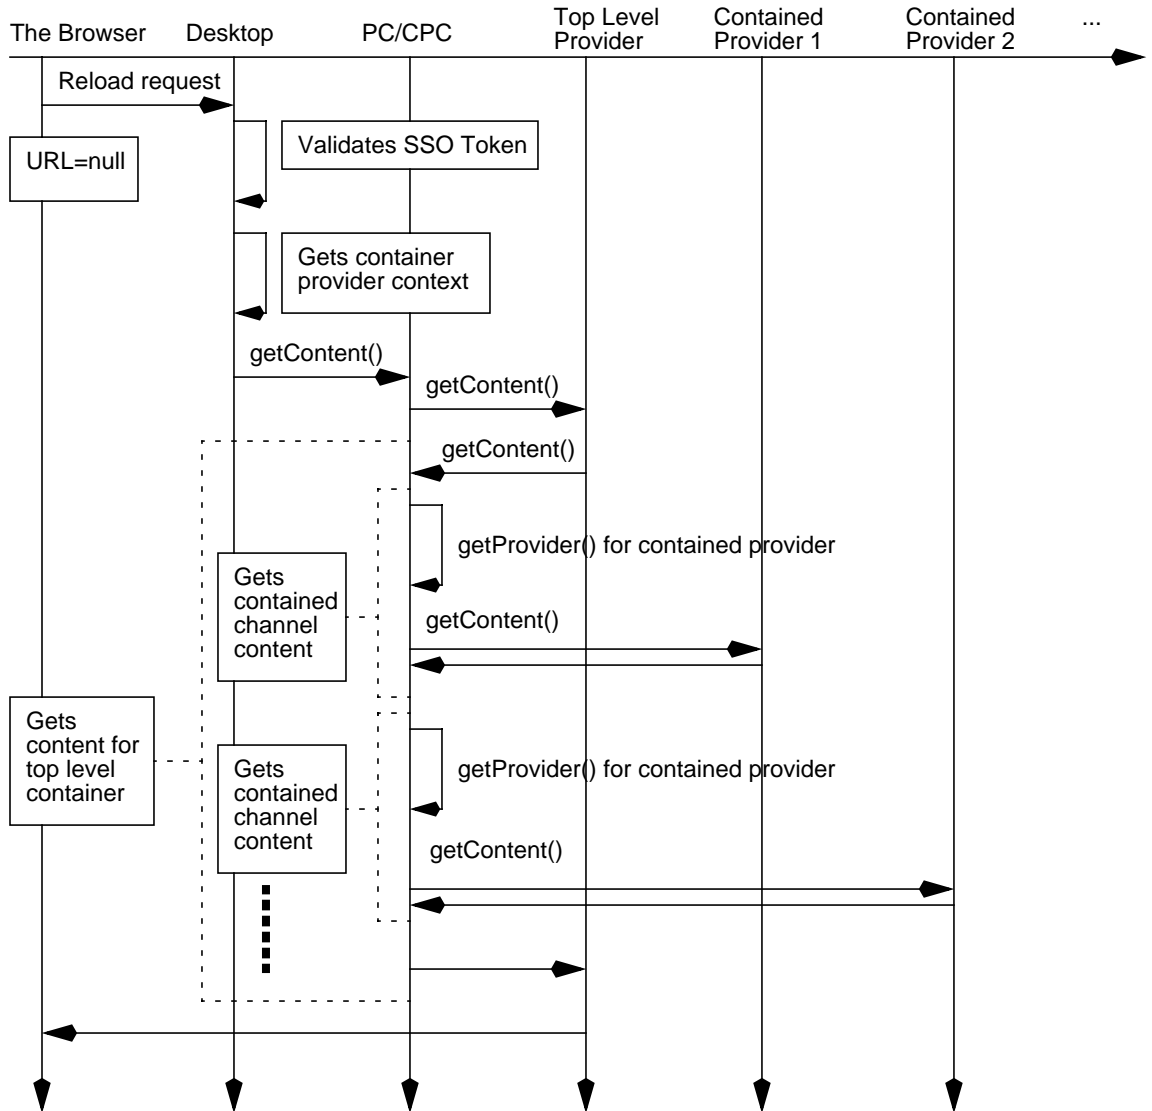 The Browser
Desktop
PC/CPC
Top Level
Provider
Contained
Provider 1
Contained
Provider 2
...
Reload request
URL=null
Validates SSO Token
Gets container
provider context
getContent()
getContent()
getContent()
getProvider() for contained provider
Gets
contained
channel
content
getContent()
Gets
content for
top level
container
Gets
contained
channel
content
getProvider() for contained provider
getContent()